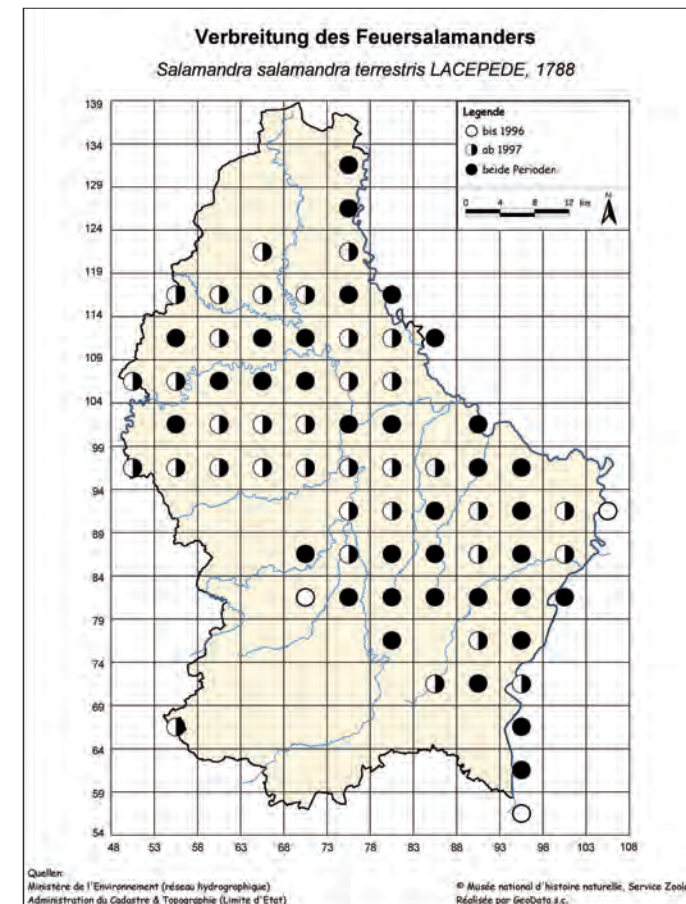 Verbreitung des Feuersalamanders
Salamandra salamandra terrestris LACEPEDE, 1788
Legende
bis 1996
ab 1997
beide Perioden
0 2 4 6 8 12 Km
N
139
134
129
124
119
114
109
104
99
94
89
84
79
74
69
64
59
54
48 53 58 63 68 73 78 83 88 93 98 103 108
Quellen:
Ministère de l'Environnement (réseau hydrographique)
Administration du Cadastre & Topographie (Limite d'Etat)
© Musée national d'histoire naturelle, Service Zoolo
Réalisée par GeoData s.c.